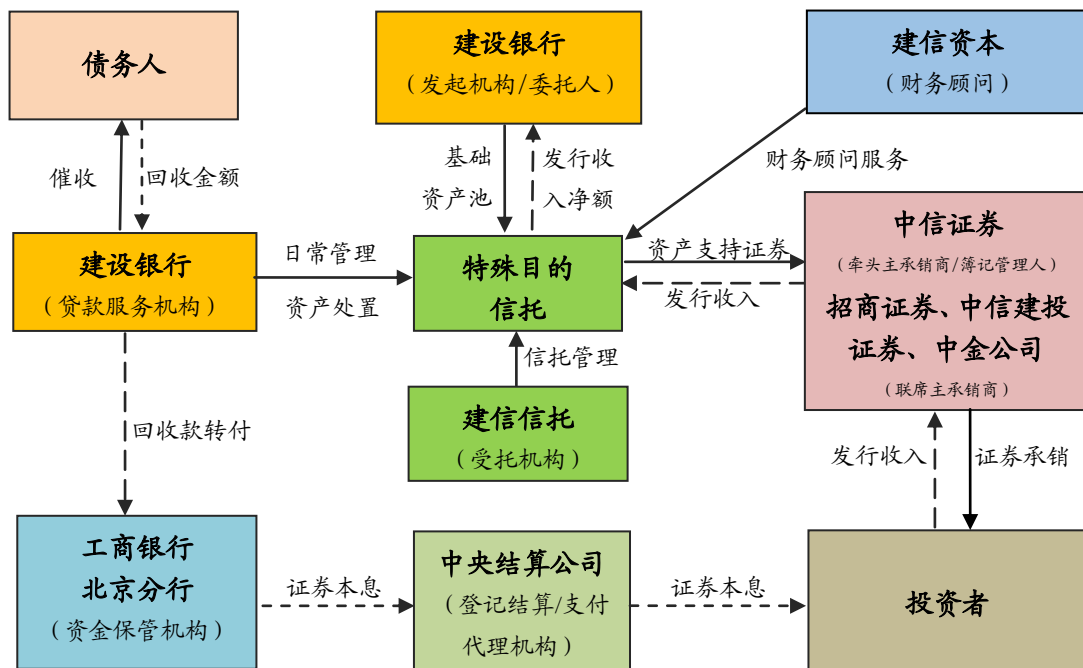 债务人
建设银行
（发起机构/委托人）
建信资本
（财务顾问）
催收
回收金额
基础
资产池
发行收
入净额
财务顾问服务
建设银行
（贷款服务机构）
日常管理
资产处置
特殊目的
信托
资产支持证券
发行收入
中信证券
（牵头主承销商/簿记管理人）
招商证券、中信建投
证券、中金公司
（联席主承销商）
信托管理
建信信托
（受托机构）
回收款转付
发行收入
证券承销
工商银行
北京分行
（资金保管机构）
证券本息
中央结算公司
（登记结算/支付
代理机构）
证券本息
投资者